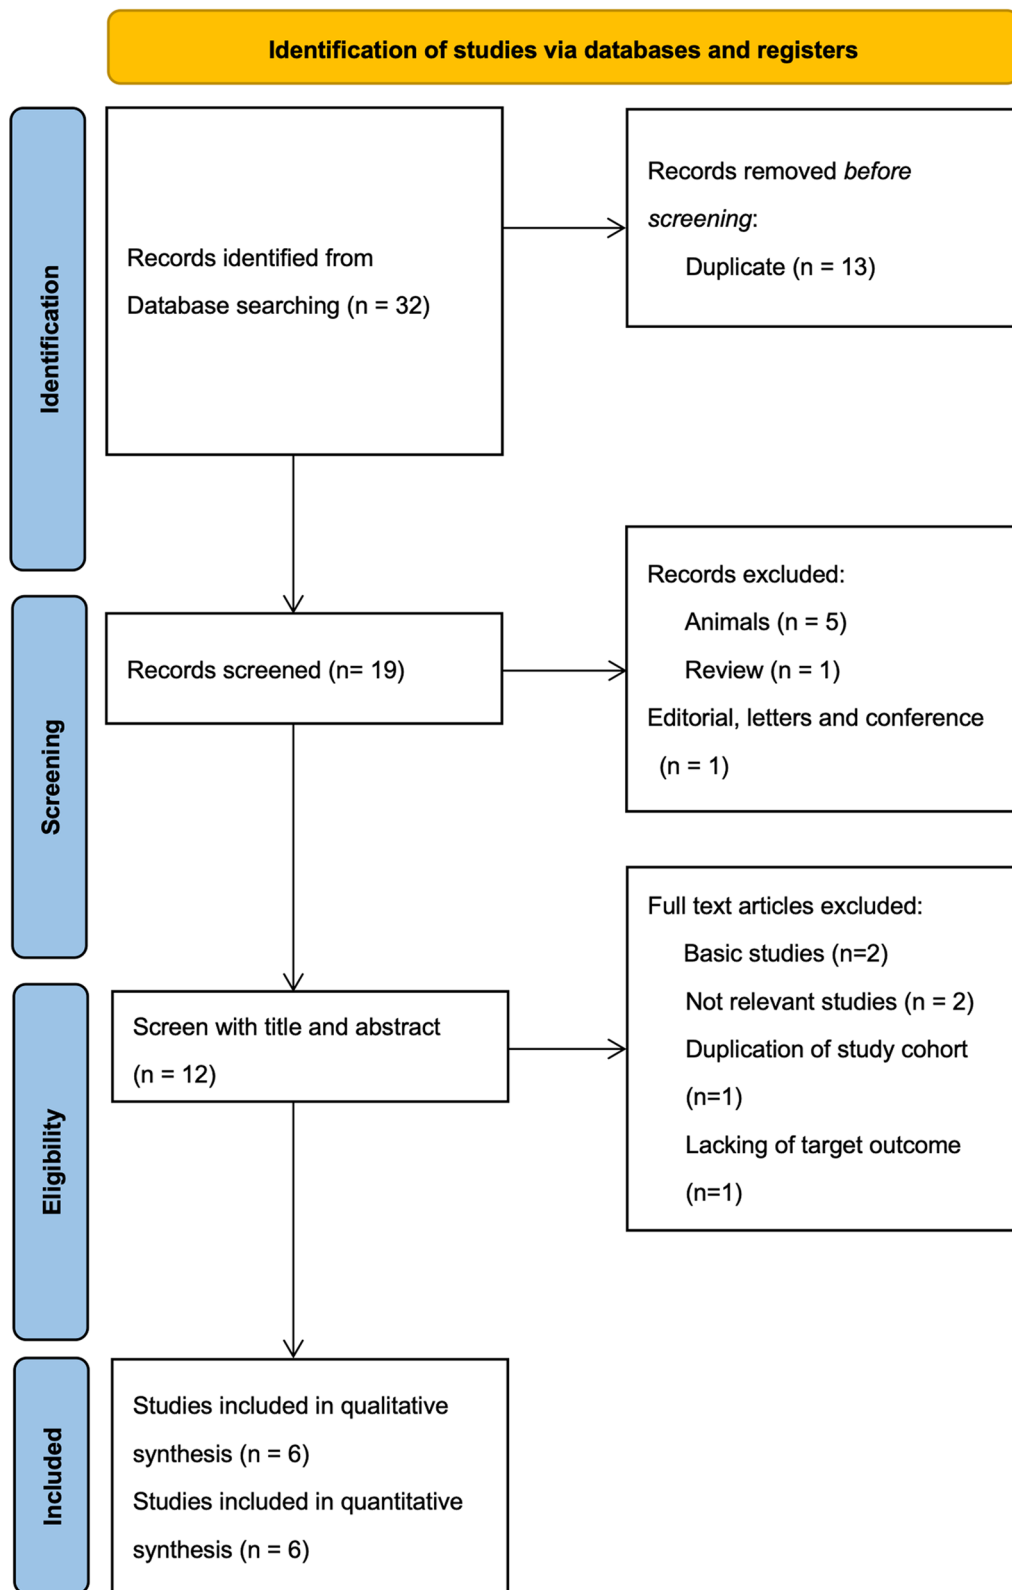 Identification of studies via databases and registers
Identification
Records identified from
Database searching (n = 32)
Records removed before
screening:
Duplicate (n = 13)
Screening
Records screened (n= 19)
Records excluded:
Animals (n = 5)
Review (n = 1)
Editorial, letters and conference
(n = 1)
Eligibility
Screen with title and abstract
(n = 12)
Full text articles excluded:
Basic studies (n=2)
Not relevant studies (n = 2)
Duplication of study cohort
(n=1)
Lacking of target outcome
(n=1)
Included
Studies included in qualitative
synthesis (n = 6)
Studies included in quantitative
synthesis (n = 6)